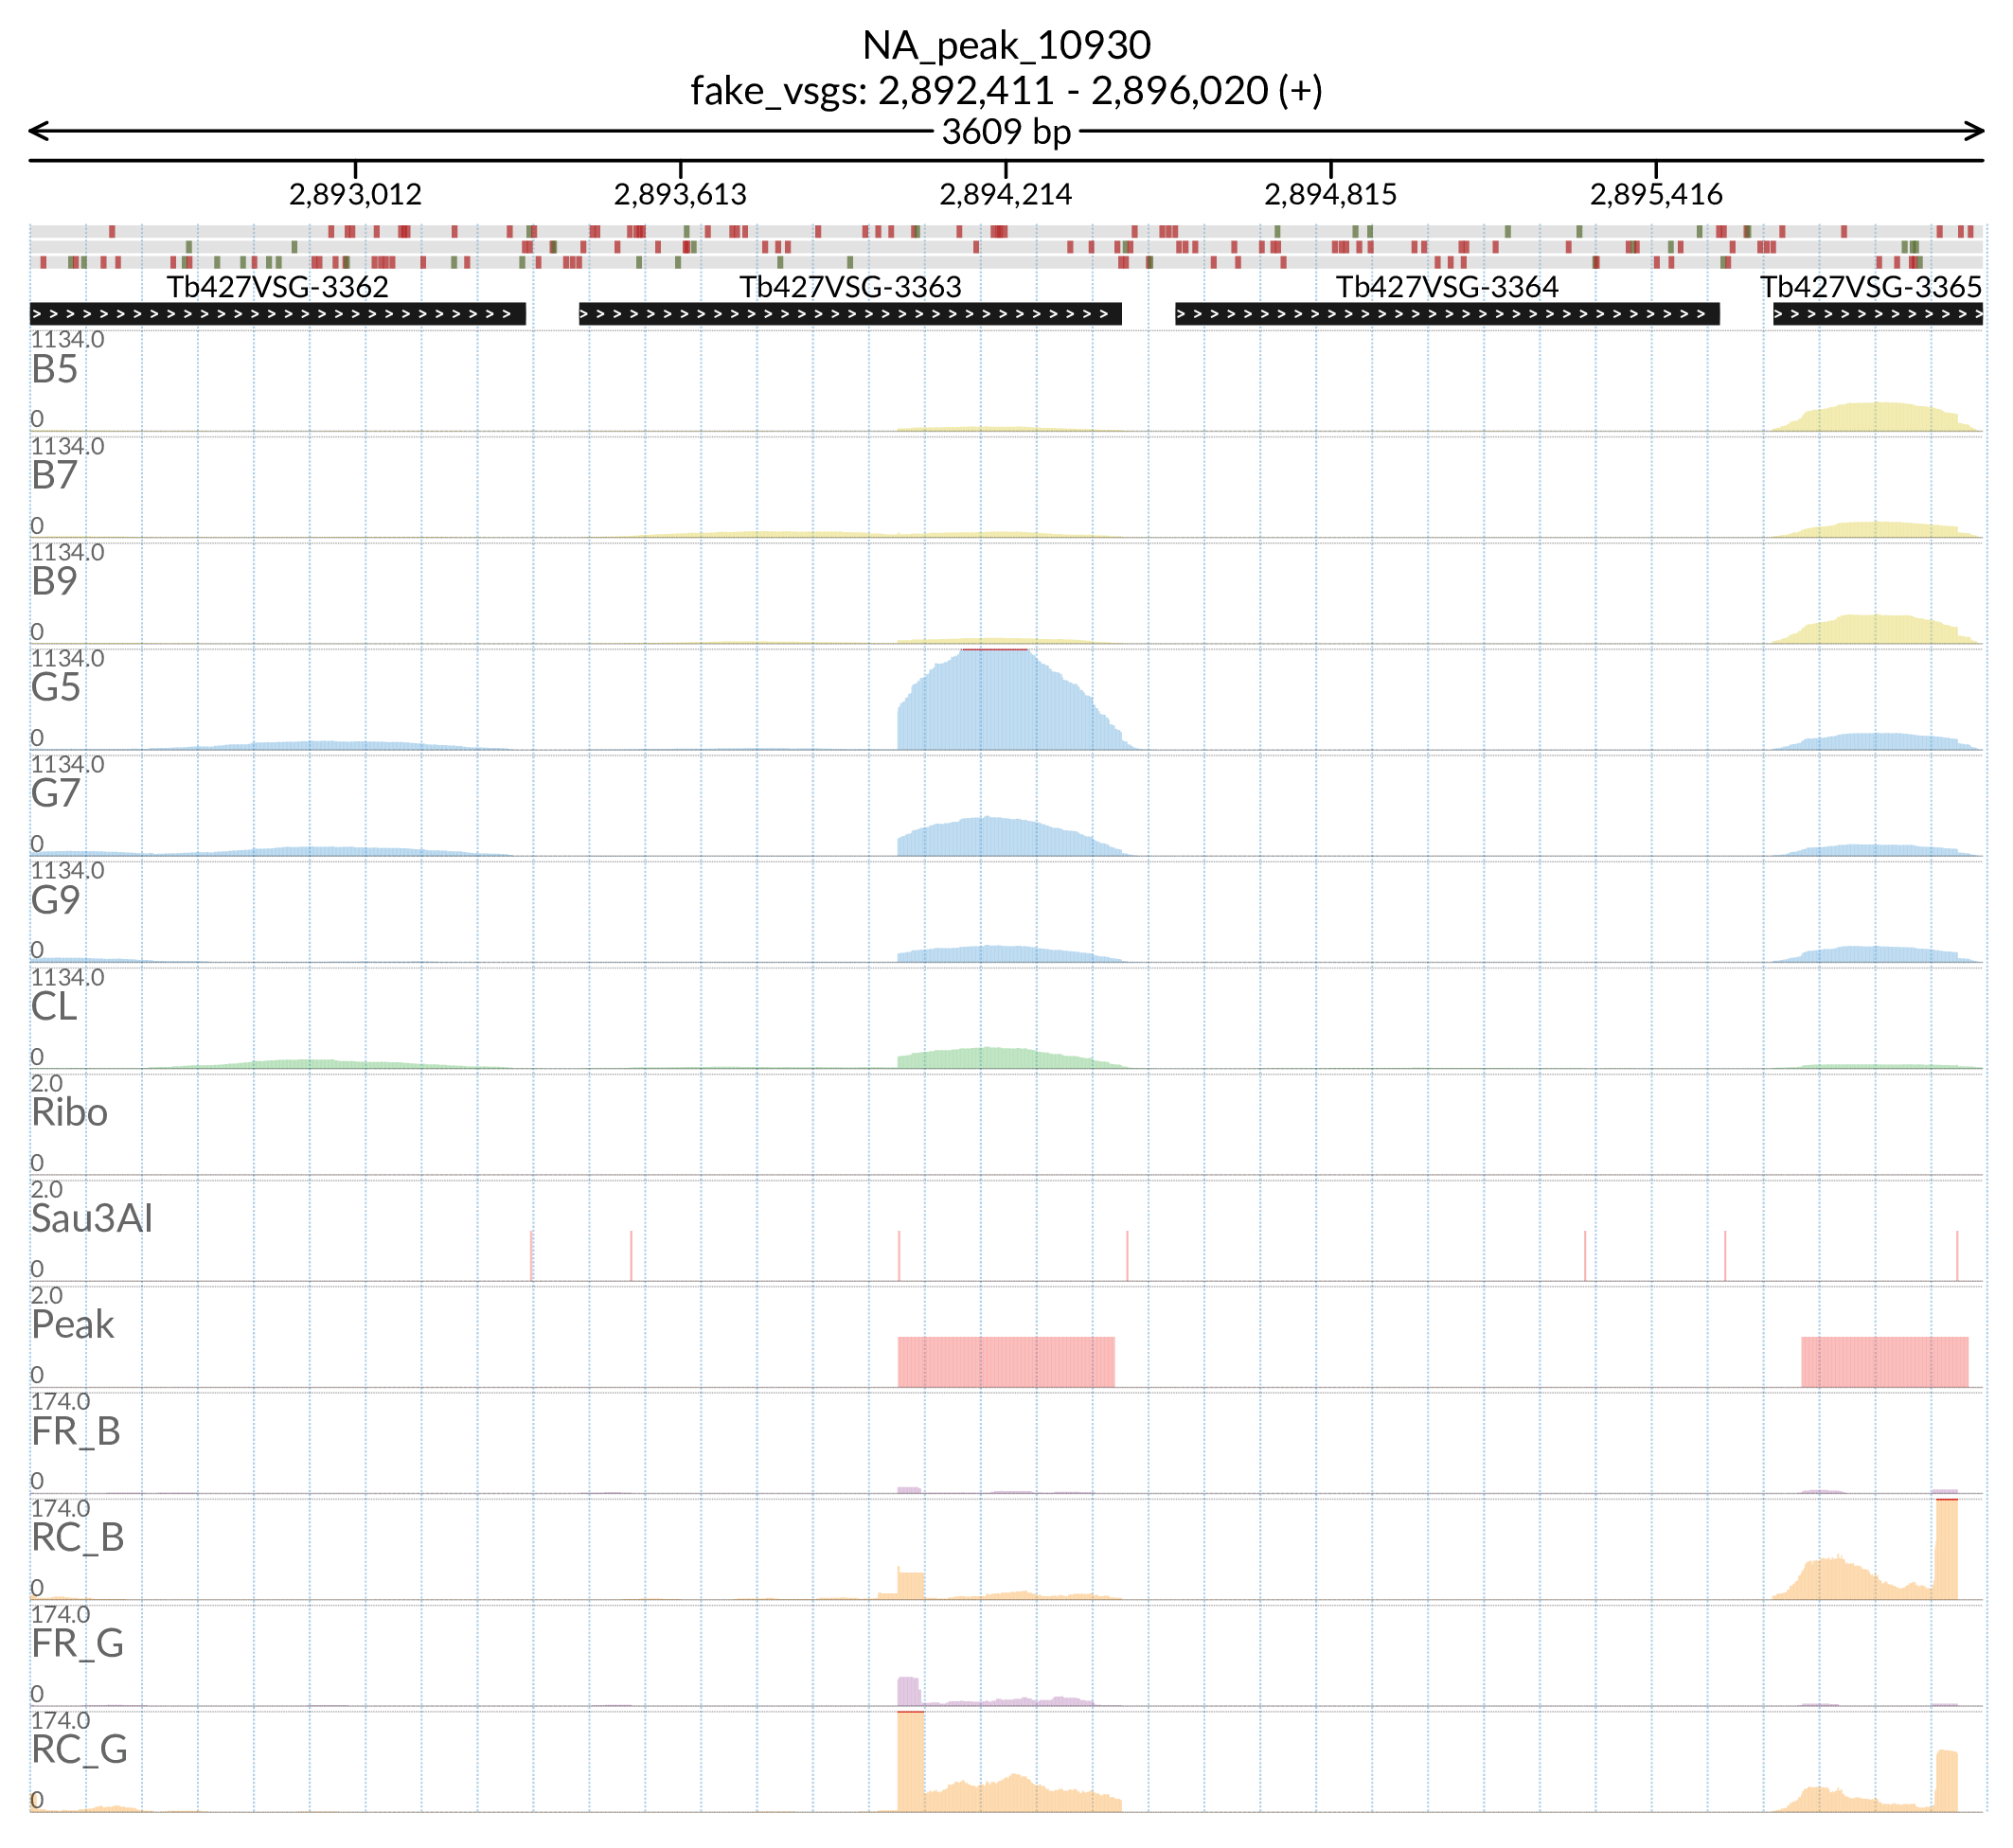 NA_peak_10930
fake_vsgs: 2,892,411 - 2,896,020 (+)
3609 bp
2,893,012 2,893,613 2,894,214 2,894,815 2,895,416
Tb427VSG-3362 Tb427VSG-3363 Tb427VSG-3364 Tb427VSG-3365
1134.0
B5
0
1134.0
B7
0
1134.0
B9
0
1134.0
G5
0
1134.0
G7
0
1134.0
G9
0
1134.0
CL
0
2.0
Ribo
0
2.0
Sau3AI
0
2.0
Peak
0
174.0
FR_B
0
174.0
RC_B
0
174.0
FR_G
0
174.0
RC_G
0